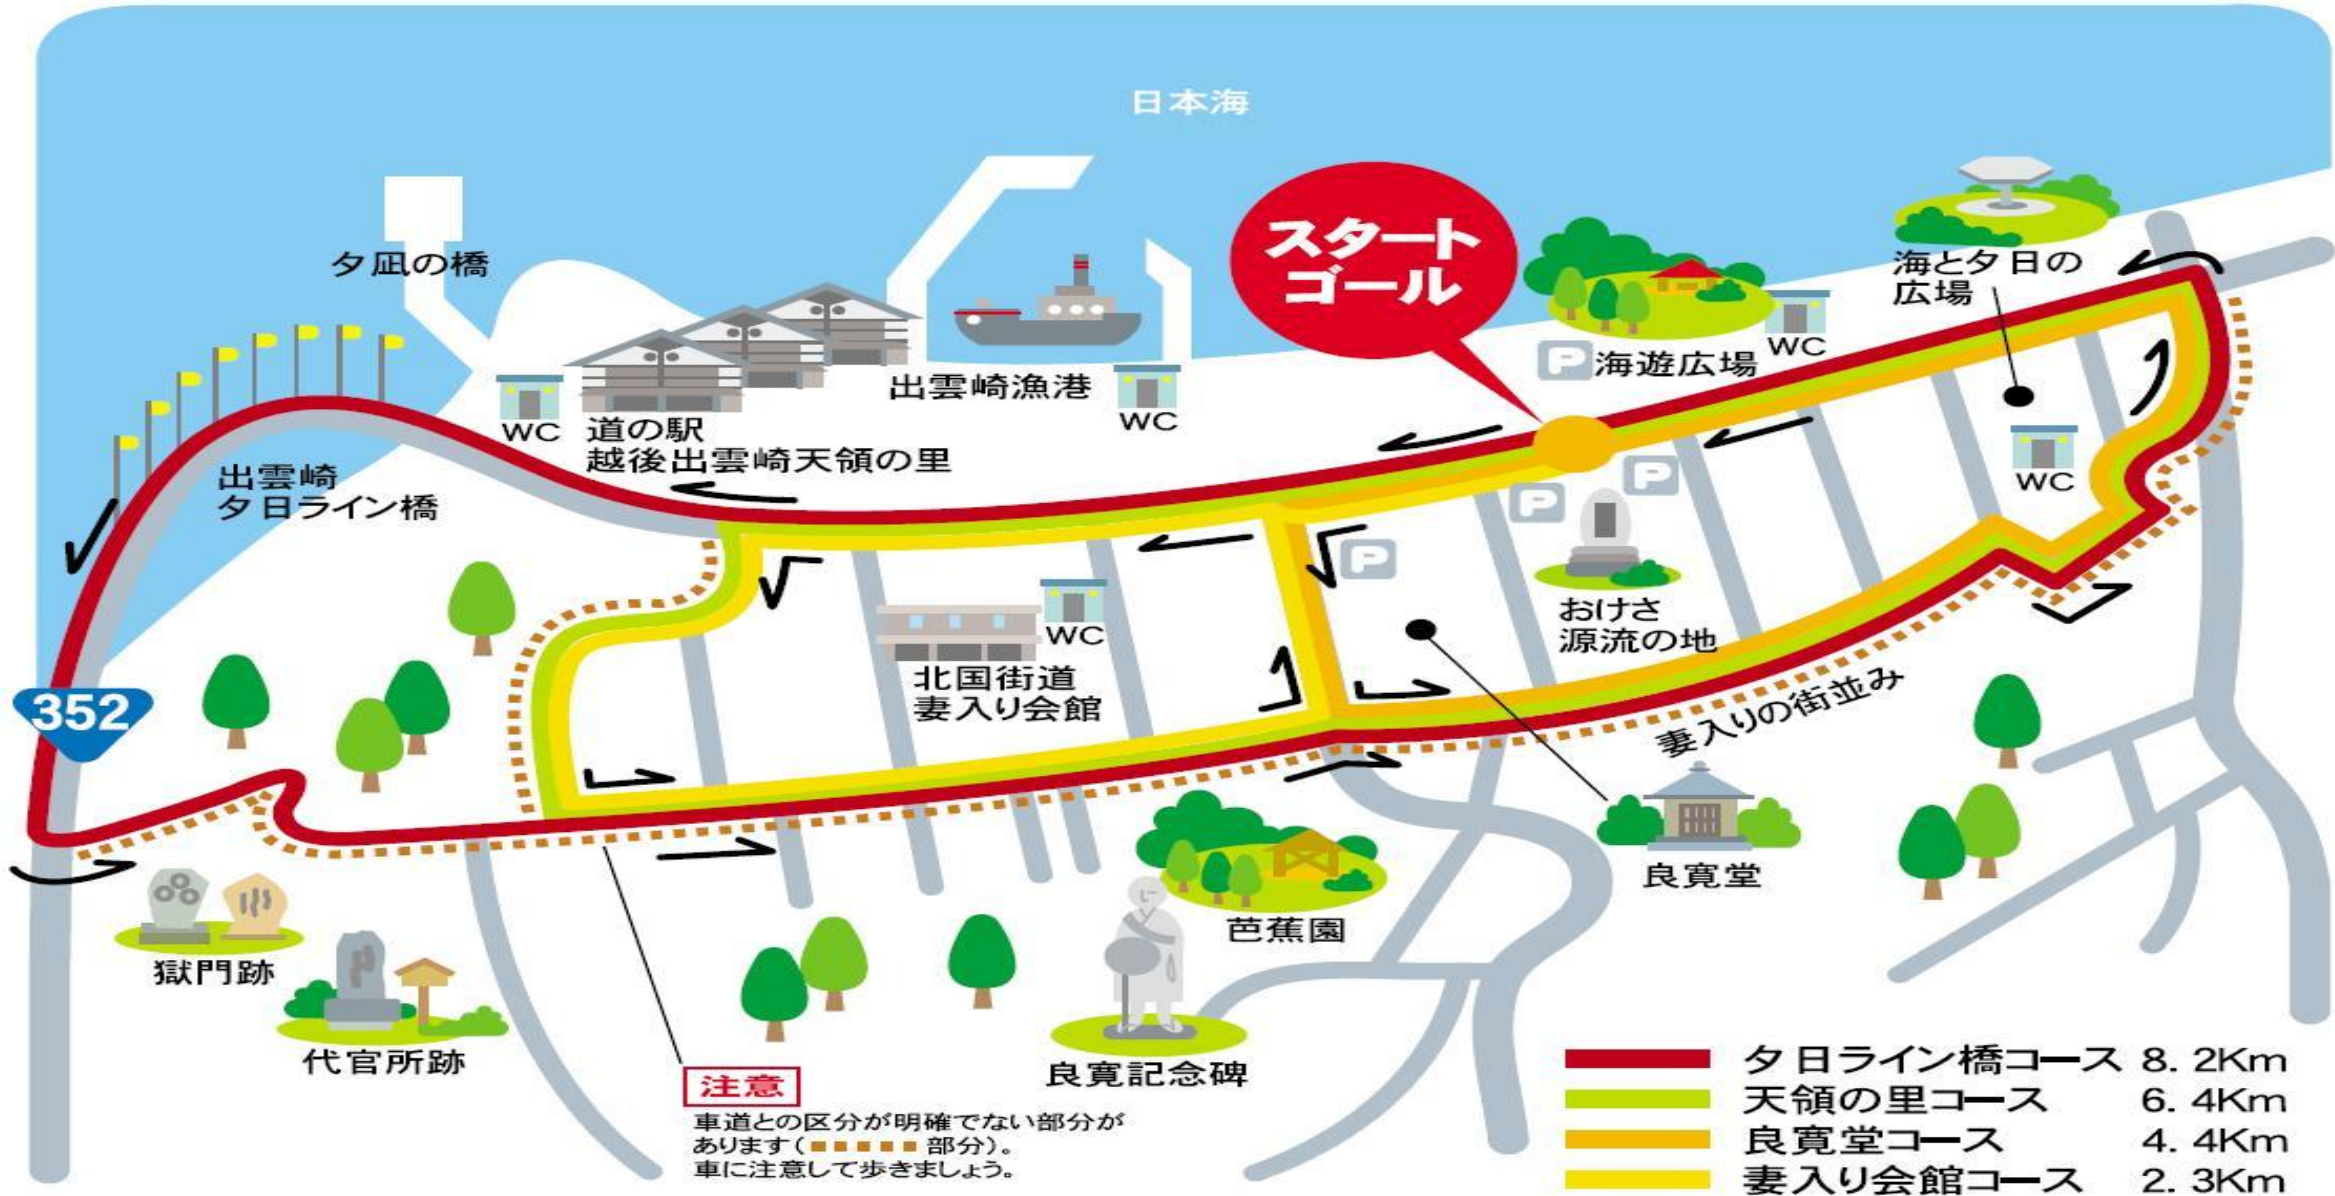 日本海
スタート
ゴール
夕凪の橋
海と夕日の
広場
海遊広場
P
WC
出雲崎漁港
WC
WC
道の駅
越後出雲崎天領の里
出雲崎
夕日ライン橋
P
P
P
WC
おけさ
源流の地
WC
北国街道
妻入り会館
352
妻入りの街並み
良寛堂
芭蕉園
獄門跡
代官所跡
良寛記念碑
注意
車道との区分が明確でない部分が
あります(部分)。
車に注意して歩きましょう。
夕日ライン橋コース 8.2Km
天領の里コース 6.4Km
良寛堂コース 4.4Km
妻入り会館コース 2.3Km